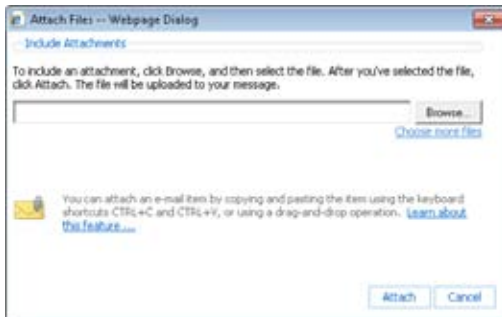 Attach Files -- Webpage Dialog
Include Attachments
To include an attachment, click Browse, and then select the file. After you've selected the file,
click Attach. The file will be uploaded to your message.
Browse...
Choose more files
You can attach an e-mail item by copying and pasting the item using the keyboard
shortcuts CTRL+C and CTRL+V, or using a drag-and-drop operation. Learn about
this feature ...
Attach Cancel